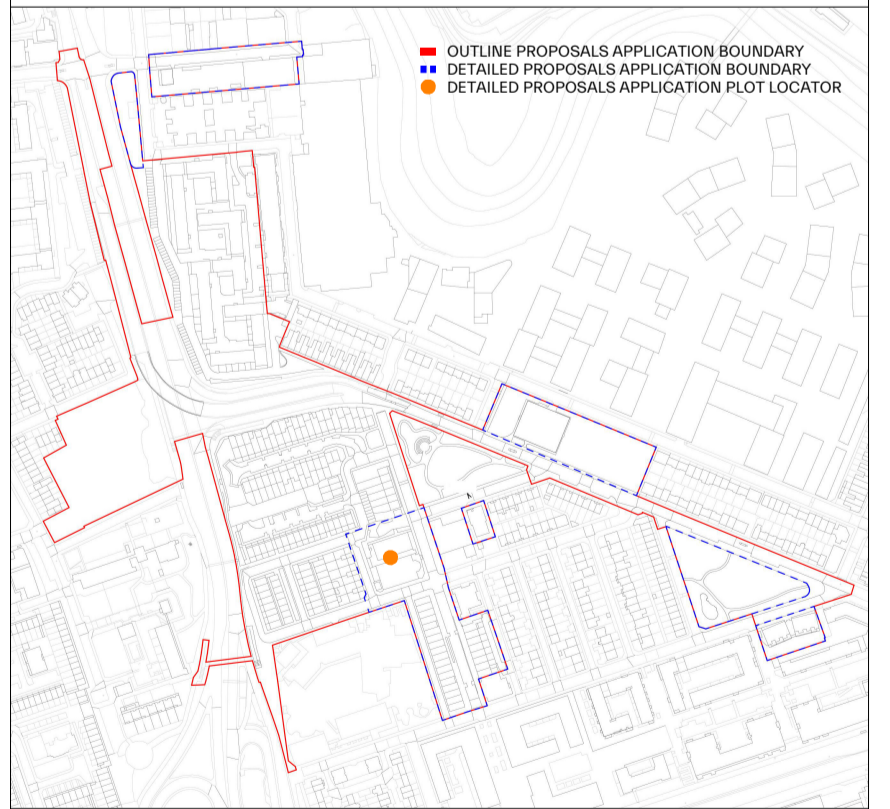 OUTLINE PROPOSALS APPLICATION BOUNDARY
DETAILED PROPOSALS APPLICATION BOUNDARY
DETAILED PROPOSALS APPLICATION PLOT LOCATOR